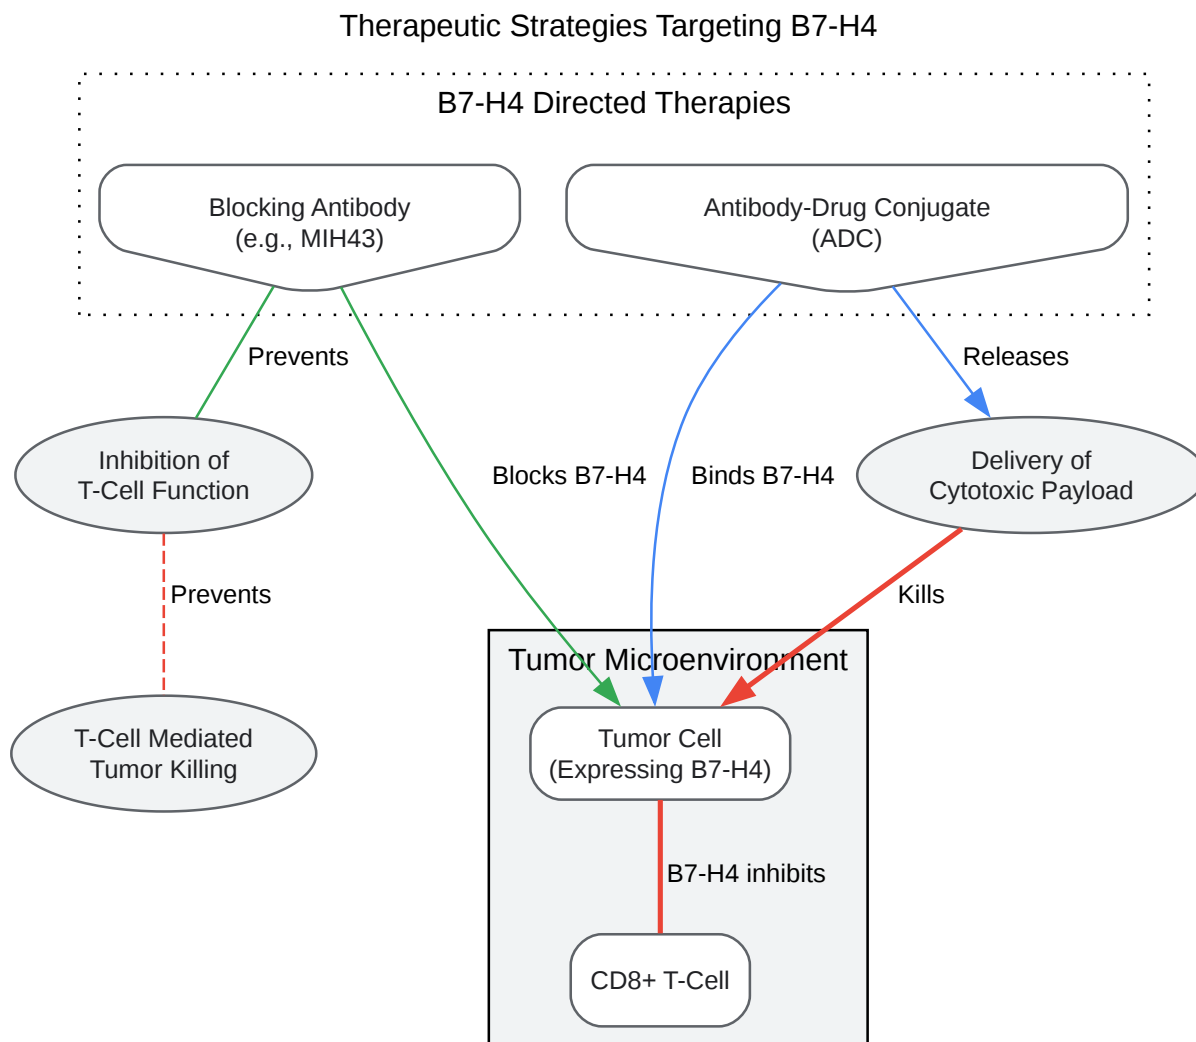 Therapeutic Strategies Targeting B7-H4
B7-H4 Directed Therapies
Blocking Antibody
(e.g., MIH43)
Antibody-Drug Conjugate
(ADC)
Prevents
Releases
Inhibition of
T-Cell Function
Blocks B7-H4
Binds B7-H4
Delivery of
Cytotoxic Payload
Prevents
Kills
Tumor Microenvironment
T-Cell Mediated
Tumor Killing
Tumor Cell
(Expressing B7-H4)
B7-H4 inhibits
CD8+ T-Cell